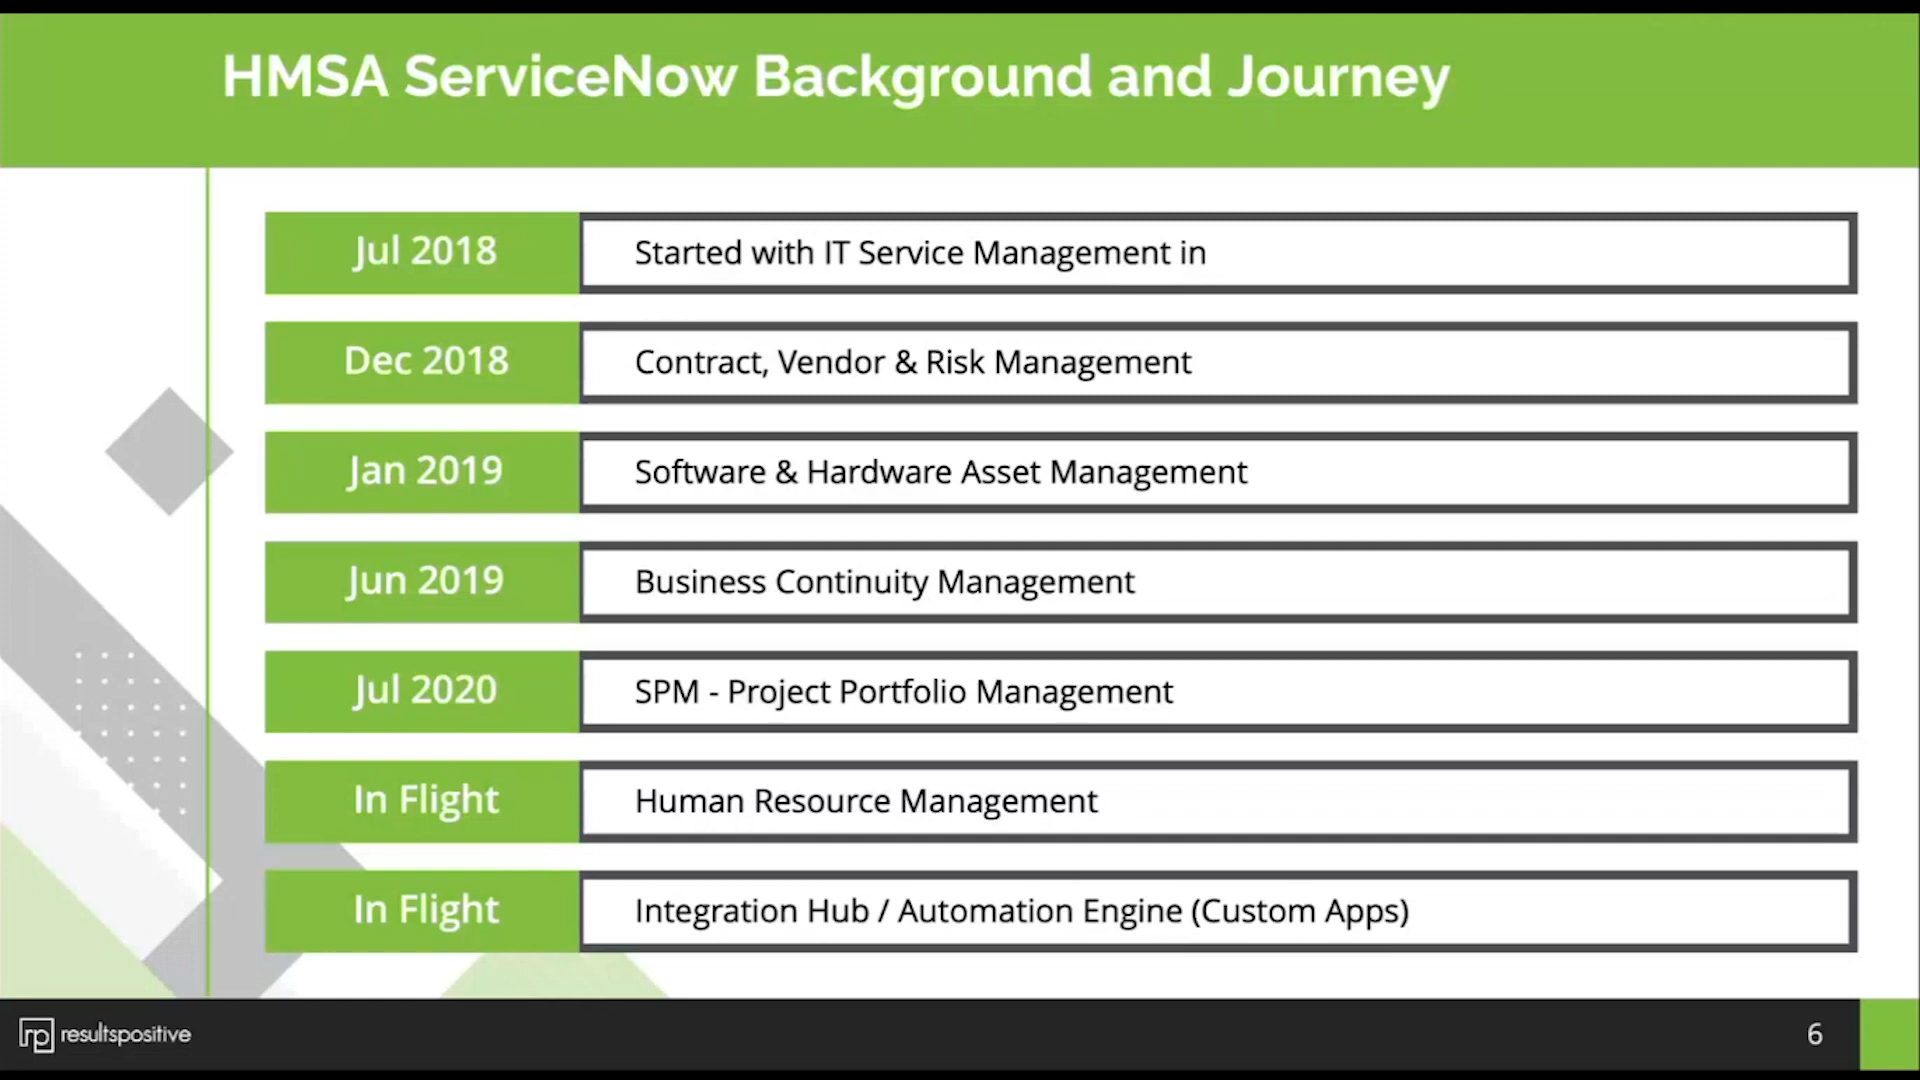 HMSA ServiceNow Background and Journey
Jul 2018
Started with IT Service Management in
Dec 2018
Contract, Vendor & Risk Management
Jan 2019
Software & Hardware Asset Management
Jun 2019
Business Continuity Management
Jul 2020
SPM - Project Portfolio Management
In Flight
Human Resource Management
In Flight
Integration Hub / Automation Engine (Custom Apps)
rp resultspositive
6